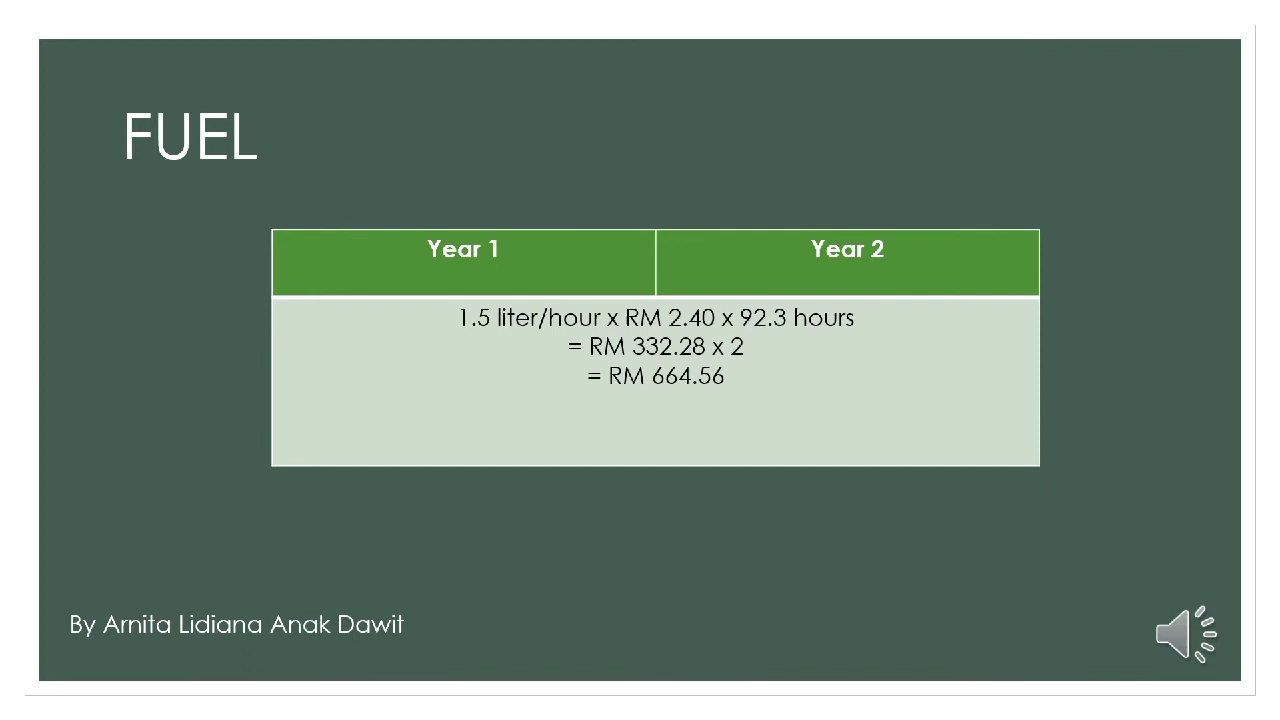 FUEL
Year 1
Year 2
1.5 liter/hour x RM 2.40 x 92.3 hours
= RM 332.28 x 2
= RM 664.56
By Arnita Lidiana Anak Dawit